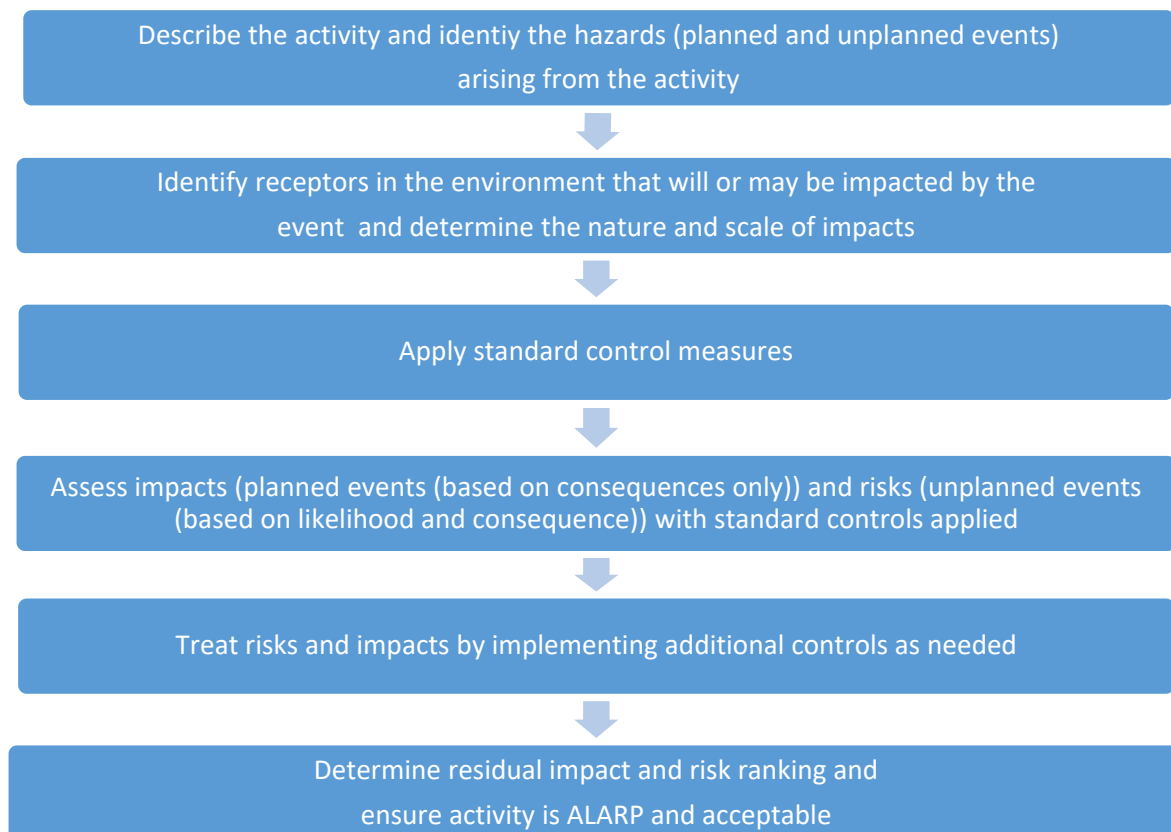 Describe the activity and identiy the hazards (planned and unplanned events)
arising from the activity
Identify receptors in the environment that will or may be impacted by the
event  and determine the nature and scale of impacts
Apply standard control measures
Assess impacts (planned events (based on consequences only)) and risks (unplanned events
(based on likelihood and consequence)) with standard controls applied
Treat risks and impacts by implementing additional controls as needed
Determine residual impact and risk ranking and
ensure activity is ALARP and acceptable